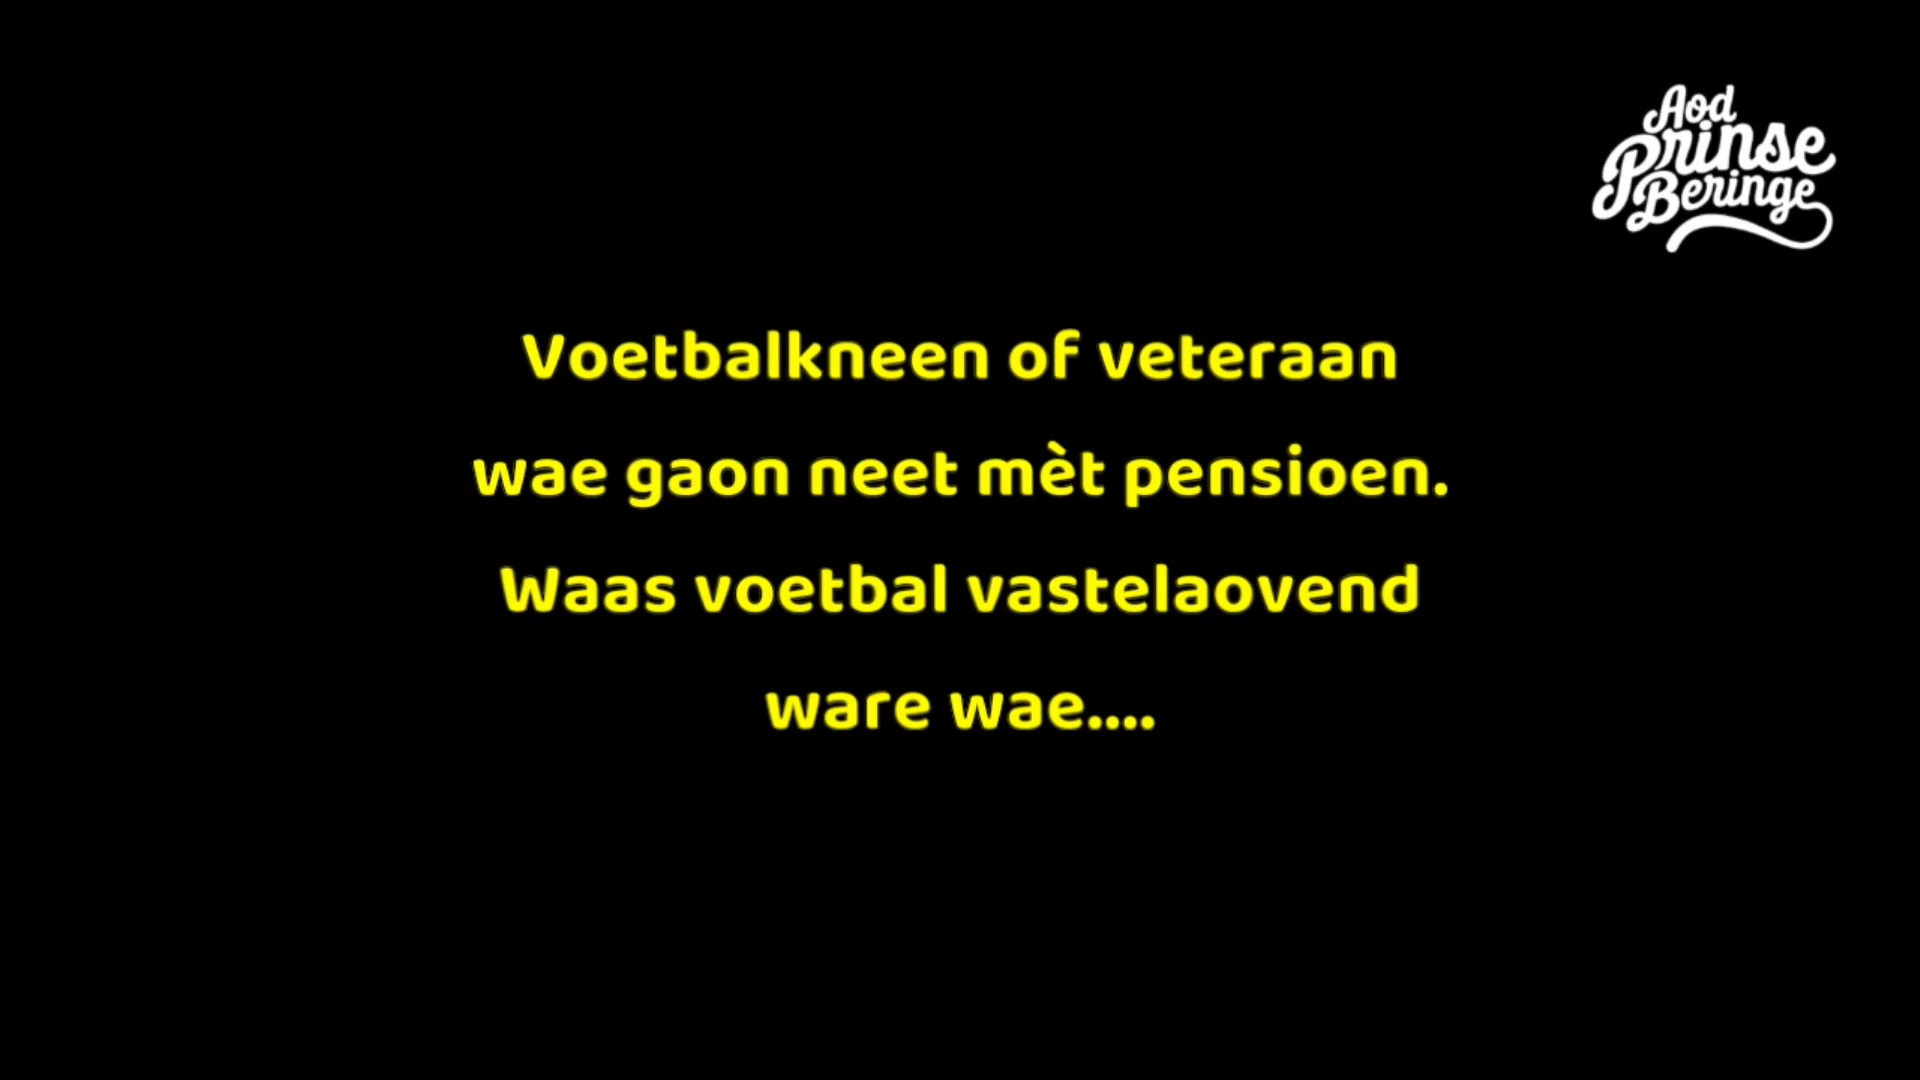 Aod
Prinse
Beringe
Voetbalkneen of veteraan
wae gaon neet mèt pensioen.
Waas voetbal vastelaovend
ware wae....